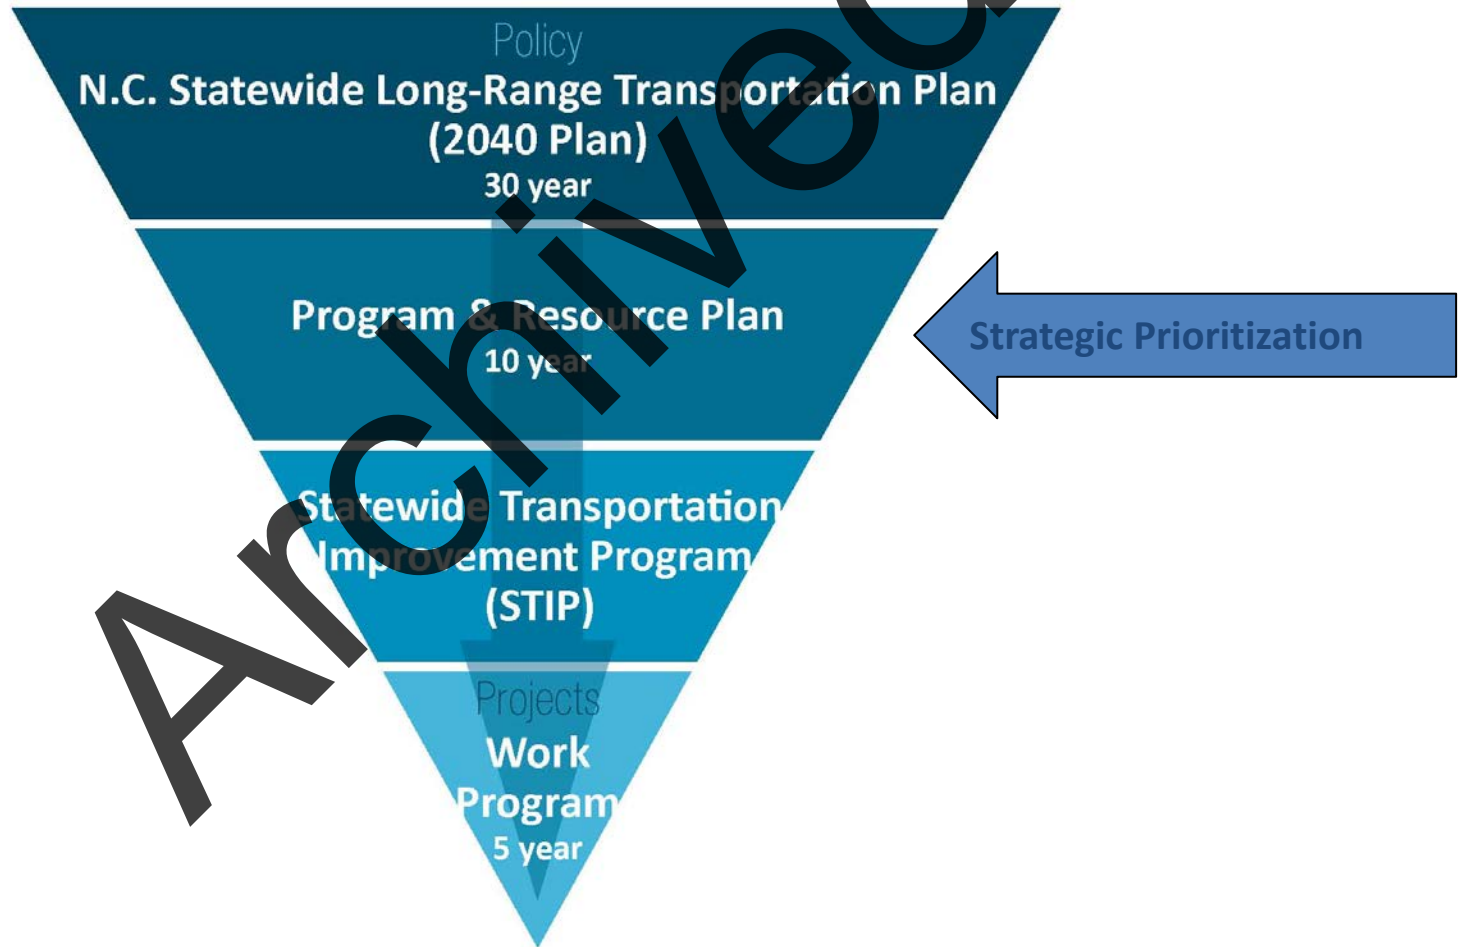 Policy
N.C. Statewide Long-Range Transportation Plan
(2040 Plan)
30 year
Program & Resource Plan
10 year
Strategic Prioritization
Statewide Transportation
Improvement Program
(STIP)
Projects
Work
Program
5 year
Archived